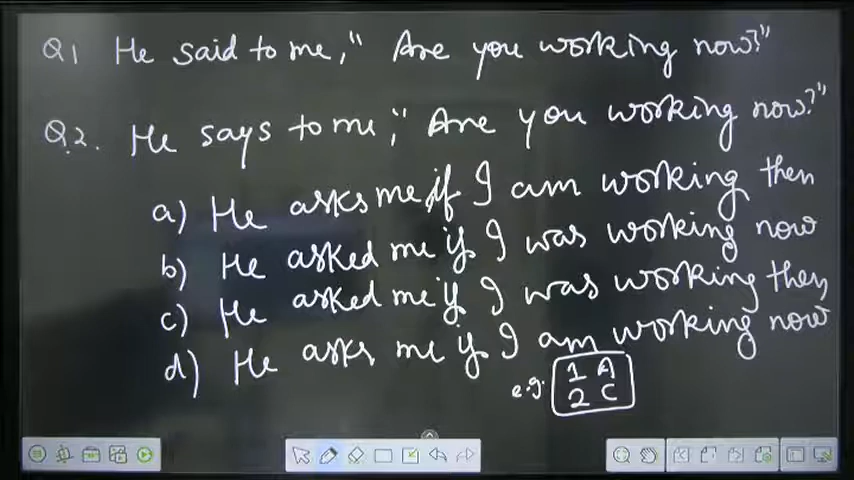 Q1 He said to me," Are you working now?"
Q.2. He says to me," Are you working now?"
a) He asks me if I am working then
b) He asked me if I was working now
c) He asked me if I was working then
d) He asks me if I am working now
e.g. 1 A
2 C